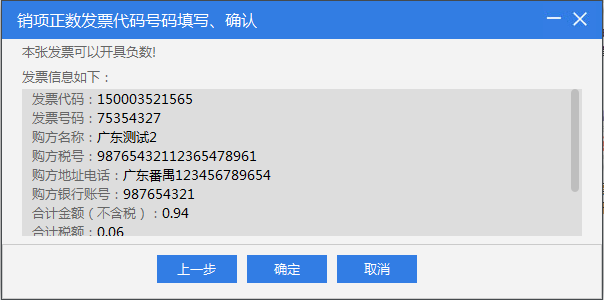 销项正数发票代码号码填写、确认
本张发票可以开具负数!
发票信息如下：
发票代码：150003521565
发票号码：75354327
购方名称：广东测试2
购方税号：98765432112365478961
购方地址电话：广东番禺123456789654
购方银行账号：987654321
合计金额（不含税）：0.94
合计税额：0.06
上一步 确定 取消